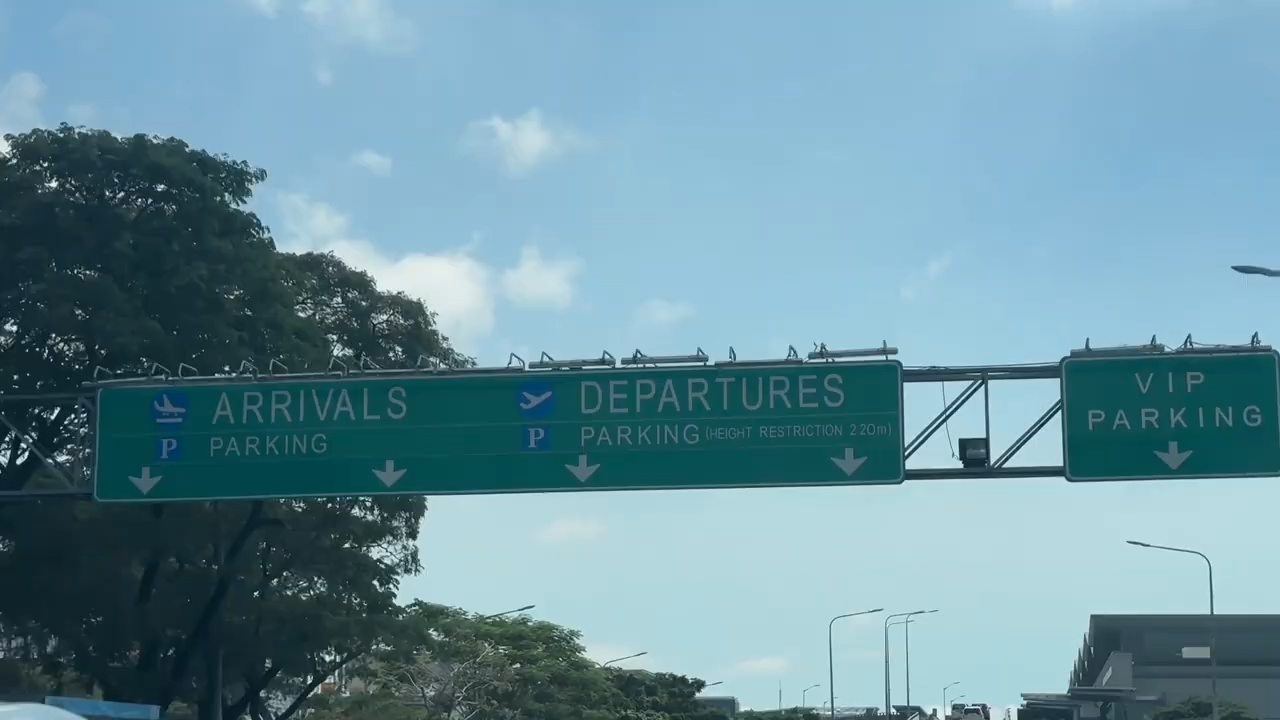 ARRIVALS
P PARKING
DEPARTURES
P PARKING (HEIGHT RESTRICTION 2.20m)
VIP
PARKING